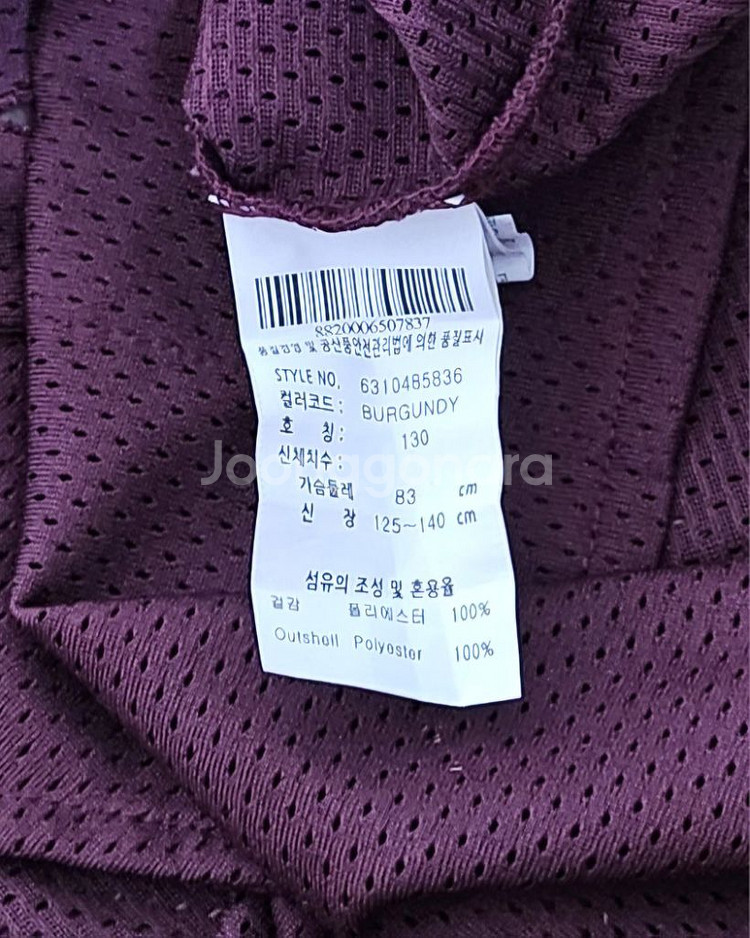 8820006507837
품질경영 및 공산품안전관리법에 의한 품질표시
STYLE NO. 6310485836
컬러코드: BURGUNDY
호 칭: 130
신체치수:
가슴둘레 83 cm
신 장 125~140 cm
섬유의 조성 및 혼용율
겉감 폴리에스터 100%
Outshell Polyester 100%
Joonggonara